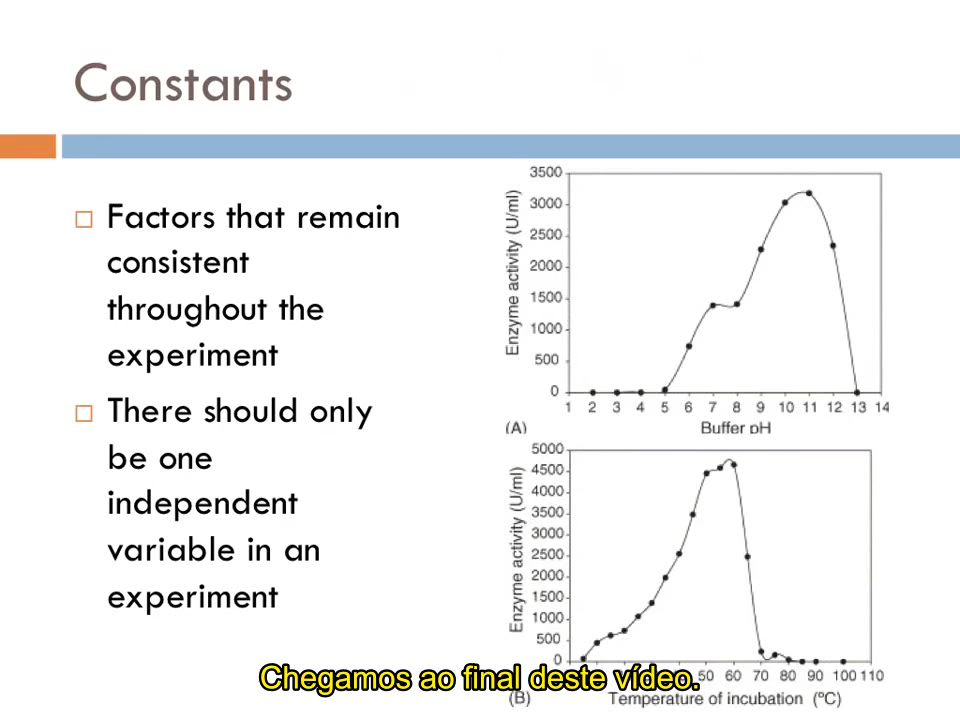 Constants
Factors that remain
consistent
throughout the
experiment
There should only
be one
independent
variable in an
experiment
3500
3000
2500
2000
1500
1000
500
0
Enzyme activity (U/ml)
1 2 3 4 5 6 7 8 9 10 11 12 13 14
(A)
Buffer pH
5000
4500
4000
3500
3000
2500
2000
1500
1000
500
0
Enzyme activity (U/ml)
50 60 70 80 90 100 110
(B)
Temperature of incubation (ºC)
Chegamos ao final deste vídeo.